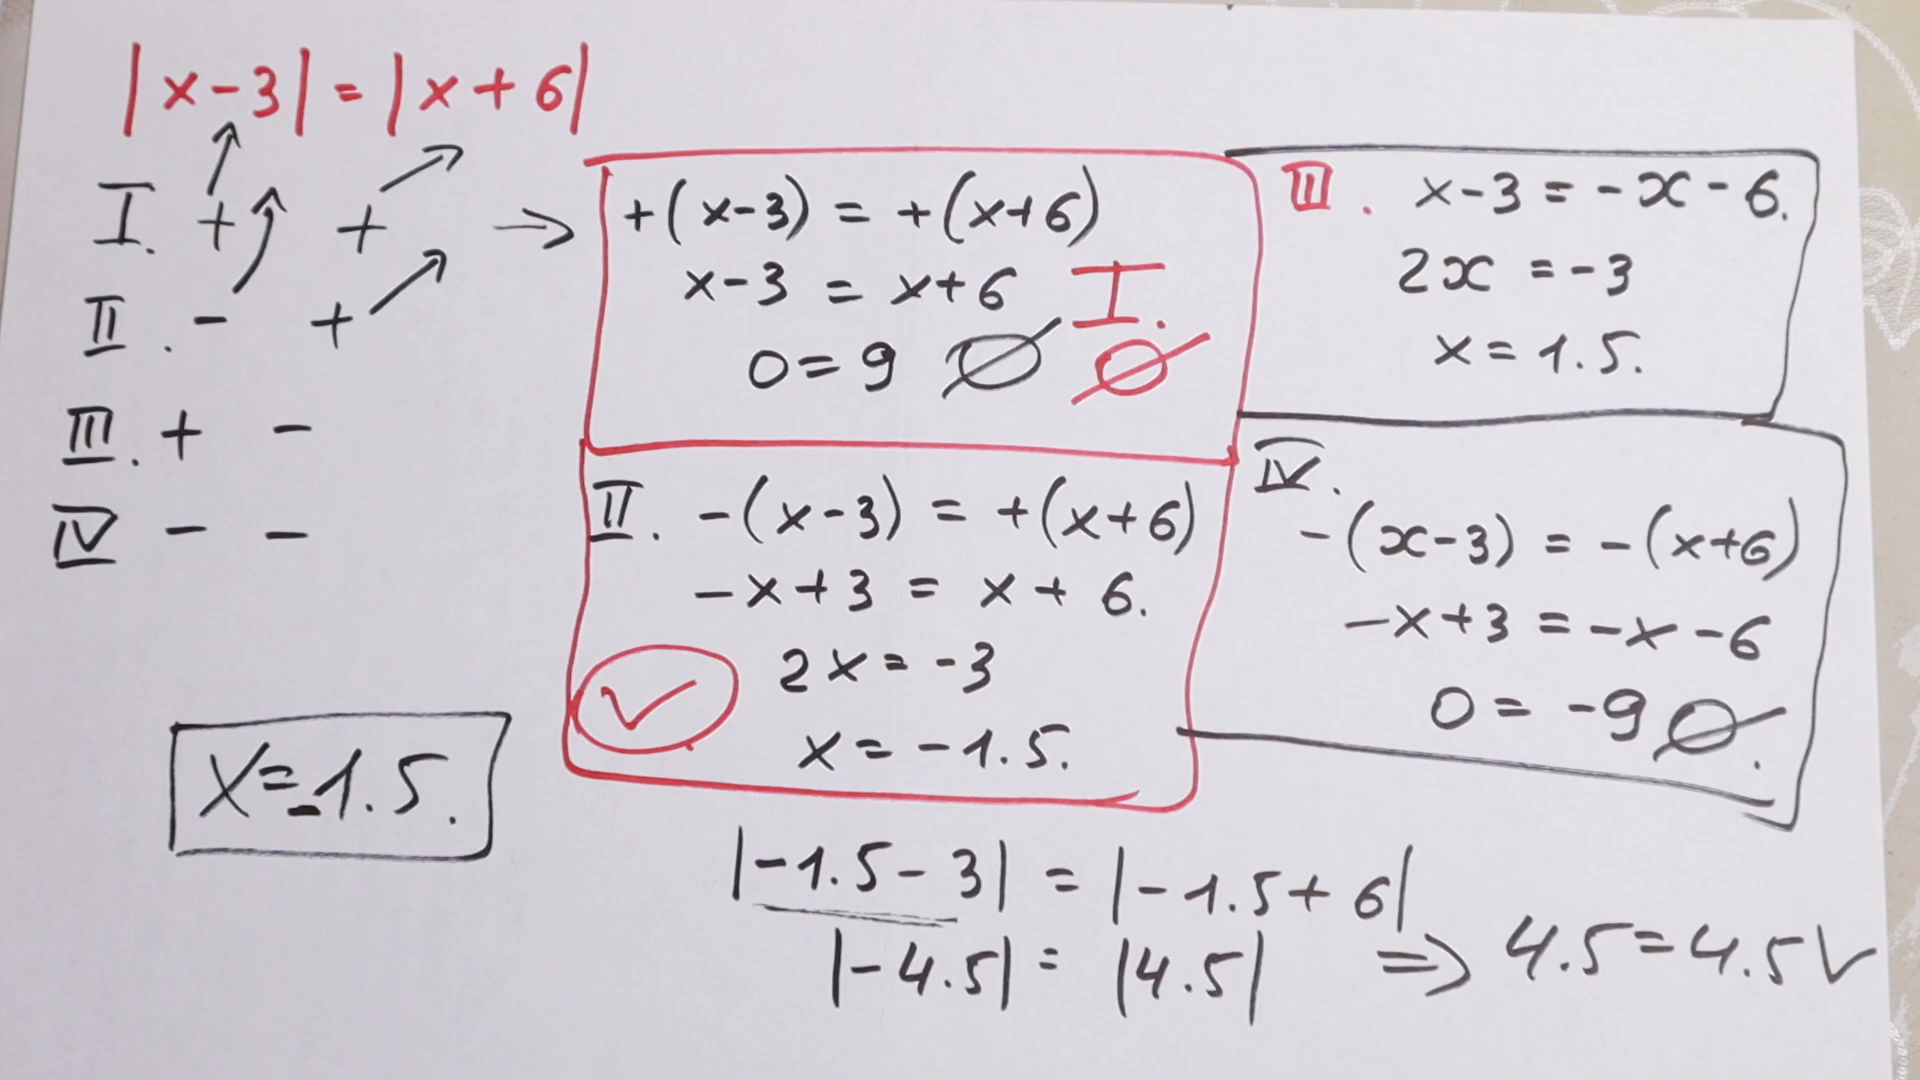 |x-3| = |x+6|
I. + +
II. - +
III. + -
IV - -
X=-1.5.
→
+(x-3) = +(x+6)
x-3 = x+6 I.
0=9 ∅ ∅
II. -(x-3) = +(x+6)
-x+3 = x+6.
2x=-3
✓
x=-1.5.
III. x-3=-x-6.
2x=-3
x=1.5.
IV.
-(x-3) = -(x+6)
-x+3=-x-6
0=-9 ∅.
|-1.5-3| = |-1.5+6|
|-4.5| = |4.5| ⇒ 4.5=4.5 ✓